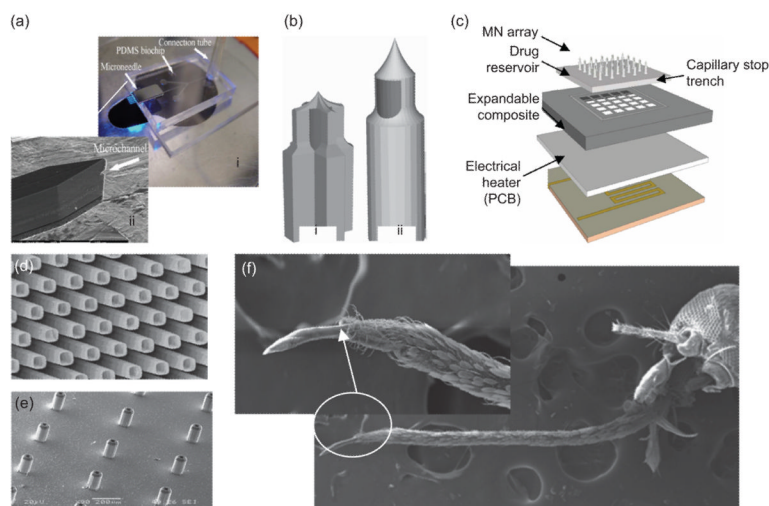 (a)
Connection tube
PDMS biochip
Microneedle
i
Microchannel
ii
(b)
i
ii
(c)
MN array
Drug
reservoir
Capillary stop
trench
Expandable
composite
Electrical
heater
(PCB)
(d)
(e)
(f)